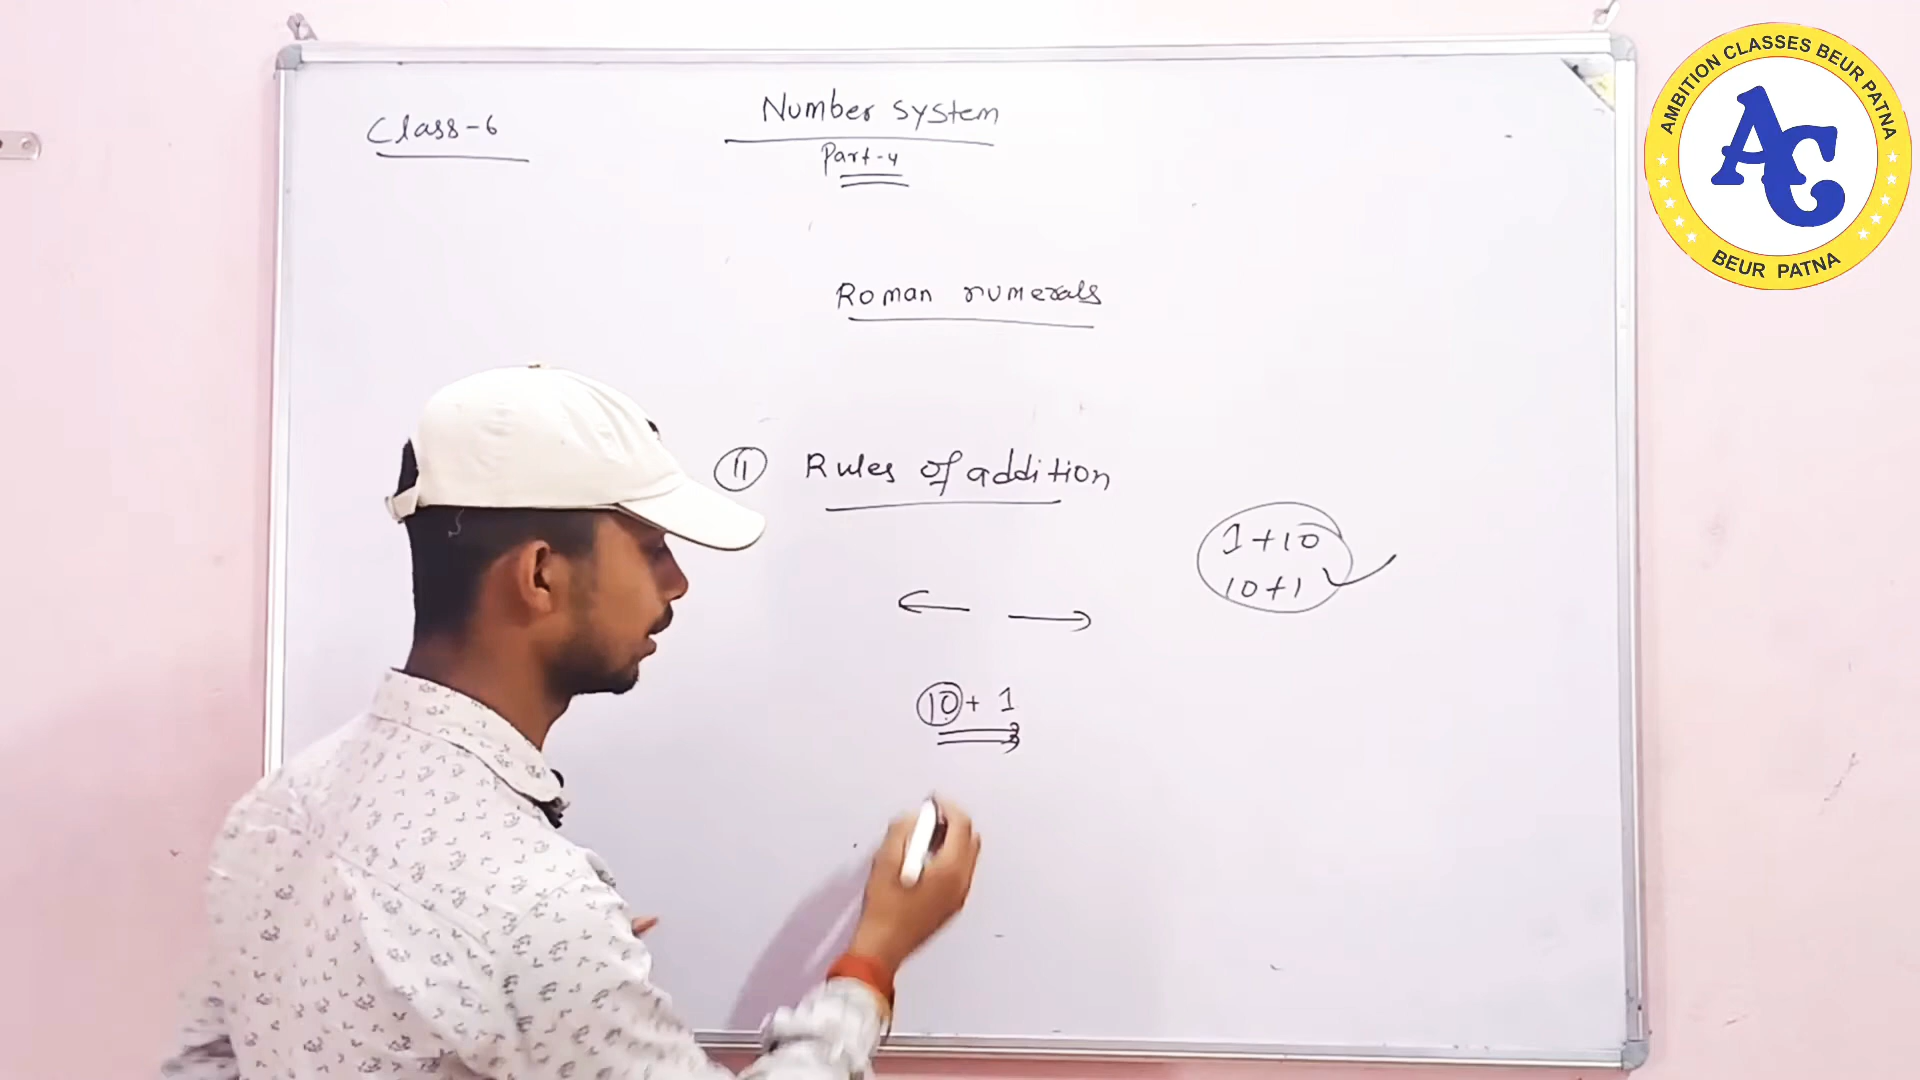 Class-6
Number system
Part-4
Roman numerals
(11) Rules of addition
1+10
10+1
10+ 1
AMBITION CLASSES BEUR PATNA
AC
BEUR PATNA